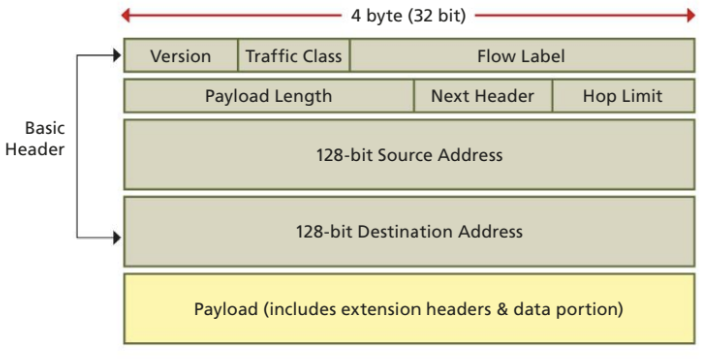 4 byte (32 bit)
Version Traffic Class Flow Label
Payload Length Next Header Hop Limit
Basic
Header
128-bit Source Address
128-bit Destination Address
Payload (includes extension headers & data portion)